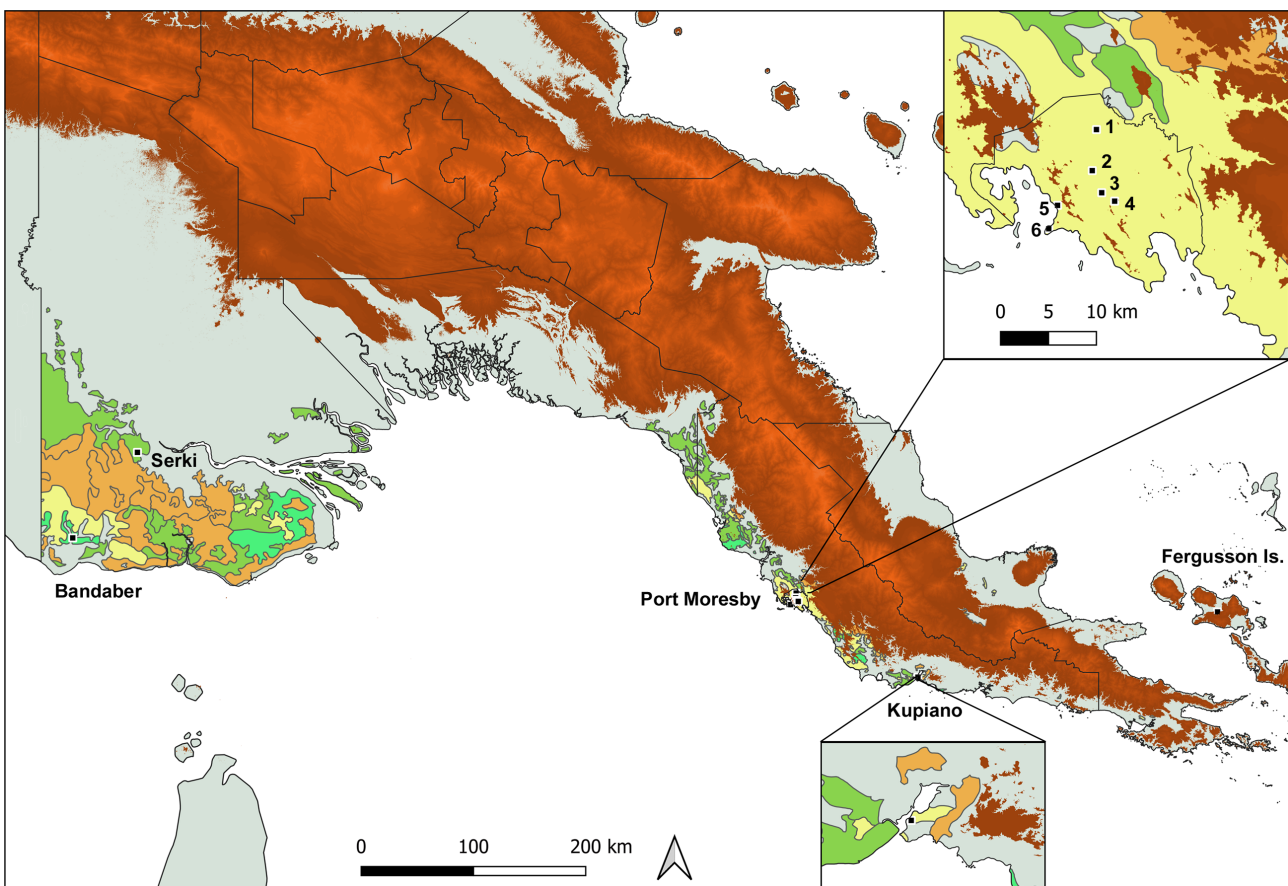 1
2
3
4
5
6
0 5 10 km
Serki
Bandaber
Port Moresby
Fergusson Is.
Kupiano
0 100 200 km